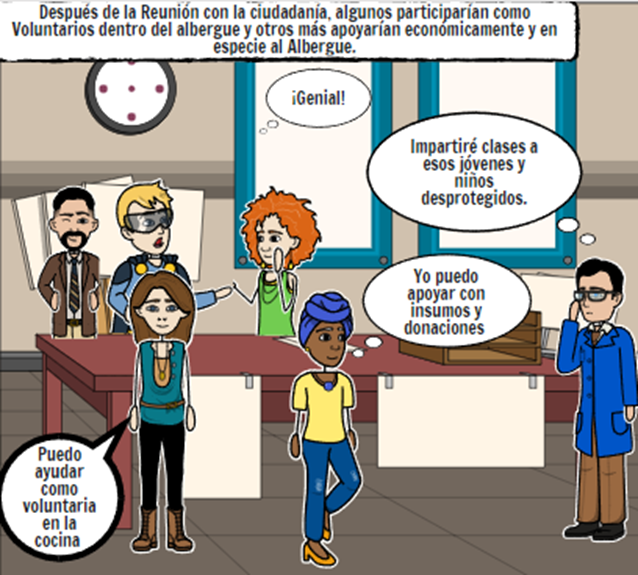 Después de la Reunión con la ciudadanía, algunos participarían como
Voluntarios dentro del albergue y otros más apoyarían económicamente y en
especie al Albergue.
¡Genial!
Impartiré clases a
esos jóvenes y
niños
desprotegidos.
Yo puedo
apoyar con
insumos y
donaciones
Puedo
ayudar
como
voluntaria
en la
cocina